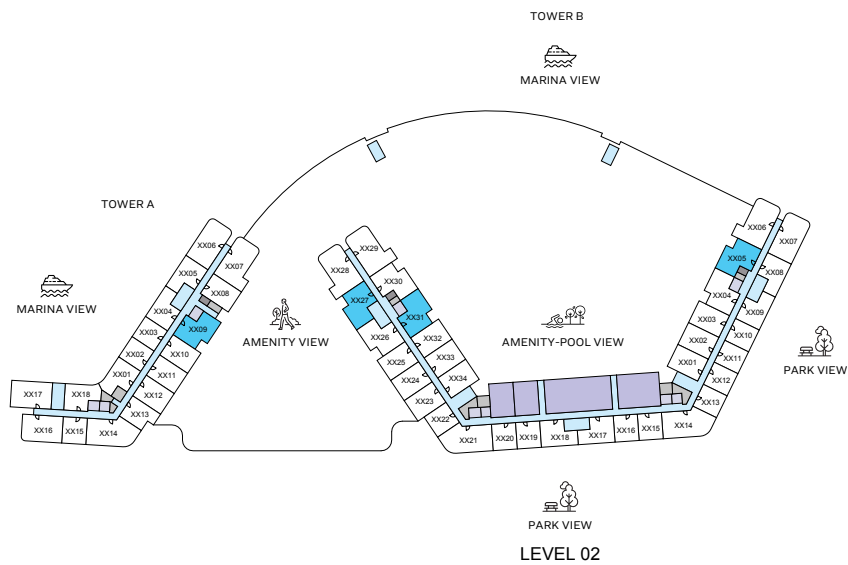 TOWER B
MARINA VIEW
TOWER A
MARINA VIEW
XX06
XX07
XX05
XX08
XX04
XX09
XX03
XX10
XX02
XX11
XX01
XX12
XX13
XX17
XX18
XX16
XX15
XX14
AMENITY VIEW
XX29
XX28
XX30
XX27
XX31
XX26
XX32
XX25
XX33
XX24
XX34
XX23
XX22
XX21
XX20
XX19
XX18
XX17
XX16
XX15
XX14
AMENITY-POOL VIEW
XX06
XX07
XX05
XX08
XX04
XX09
XX03
XX10
XX02
XX11
XX01
XX12
XX13
PARK VIEW
PARK VIEW
LEVEL 02